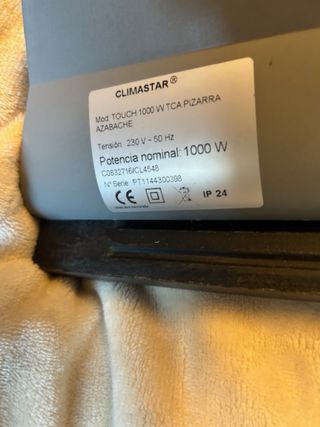 CLIMASTAR®
Mod: TOUCH 1000 W TCA PIZARRA
AZABACHE
Tensión: 230 V ~ 50 Hz
Potencia nominal: 1000 W
C0832716ICL4548
Nº Serie: PT1144300398
CE IP 24